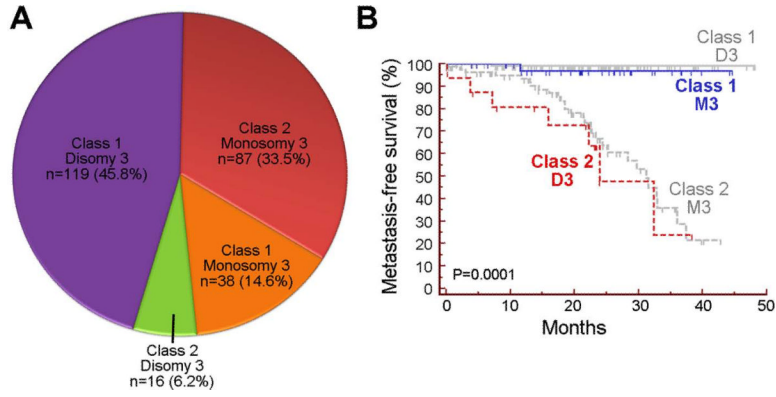 A
Class 1
Disomy 3
n=119 (45.8%)
Class 2
Monosomy 3
n=87 (33.5%)
Class 1
Monosomy 3
n=38 (14.6%)
Class 2
Disomy 3
n=16 (6.2%)
B
Metastasis-free survival (%)
100
90
80
70
60
50
40
30
20
10
0
Class 1
D3
Class 1
M3
Class 2
D3
Class 2
M3
P=0.0001
0 10 20 30 40 50
Months